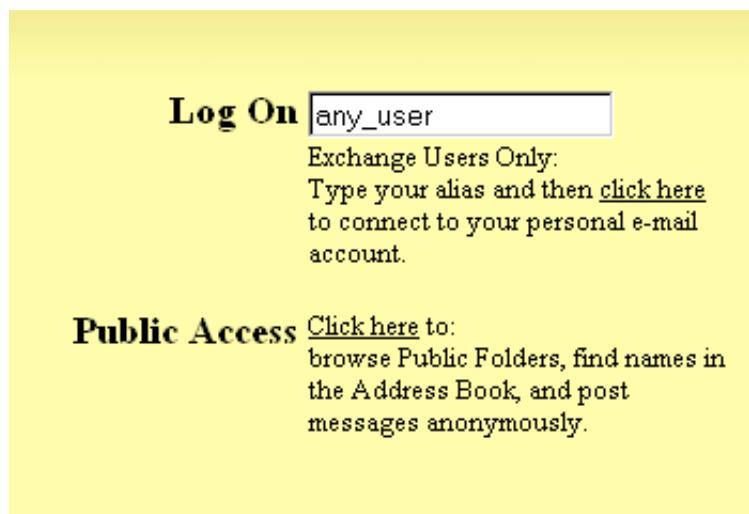 Log On any_user
Exchange Users Only:
Type your alias and then click here
to connect to your personal e-mail
account.
Public Access Click here to:
browse Public Folders, find names in
the Address Book, and post
messages anonymously.